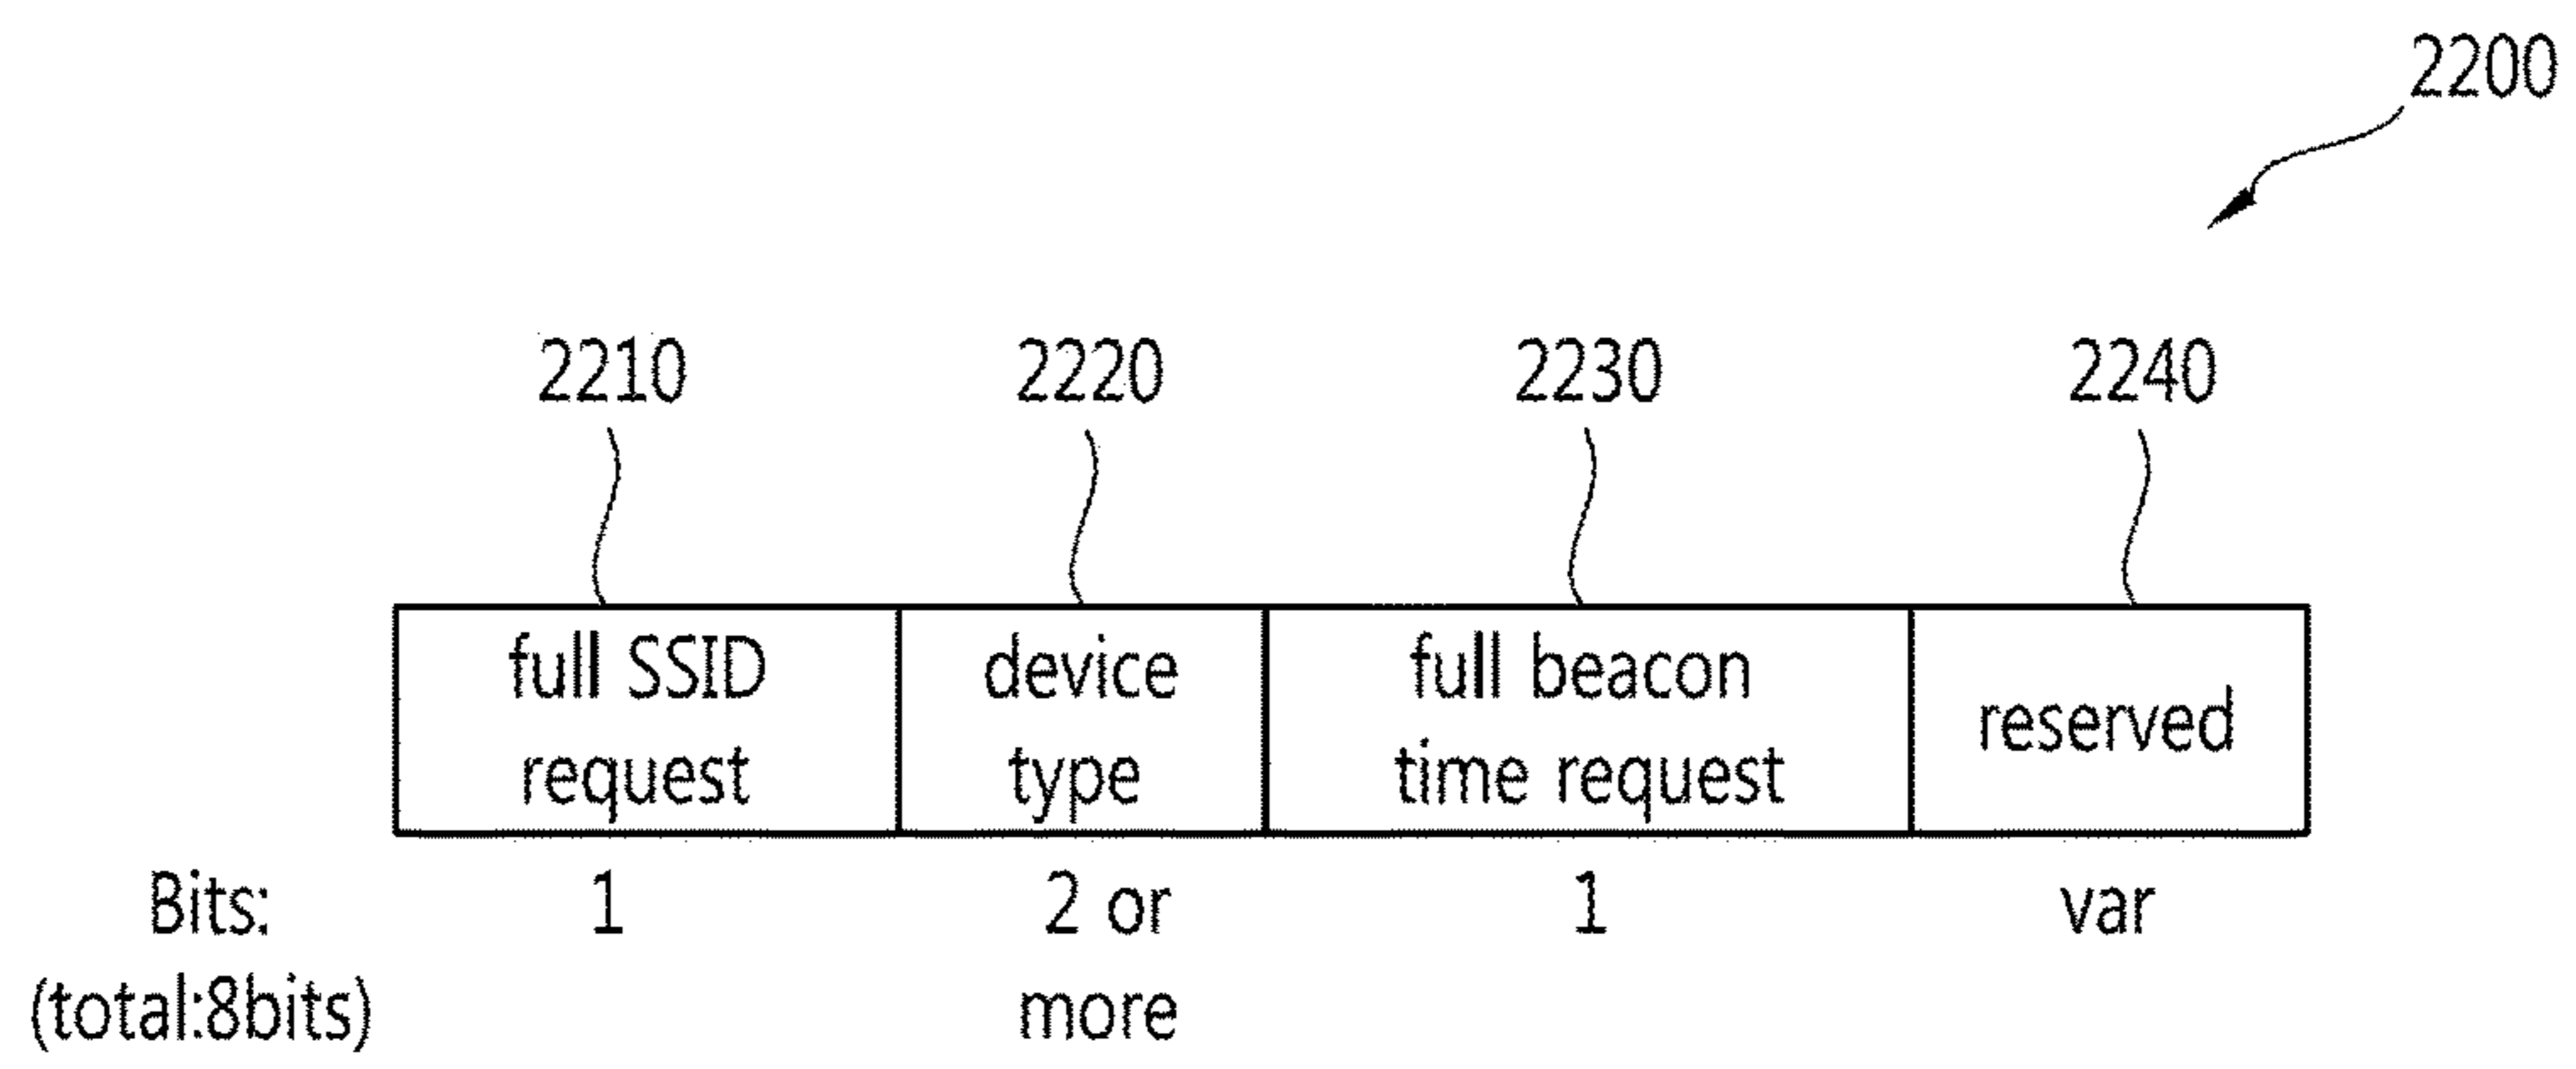 2200
2210 2220 2230 2240
full SSID device full beacon reserved
request type time request
Bits: 1 2 or 1 var
(total:8bits) more